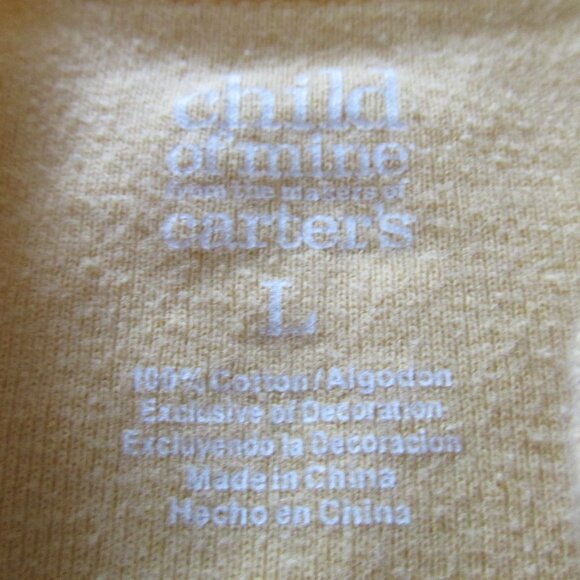 child
of mine
from the makers of
carter's
L
100% Cotton/Algodon
Exclusive of Decoration
Excluyendo la Decoracion
Made in China
Hecho en China